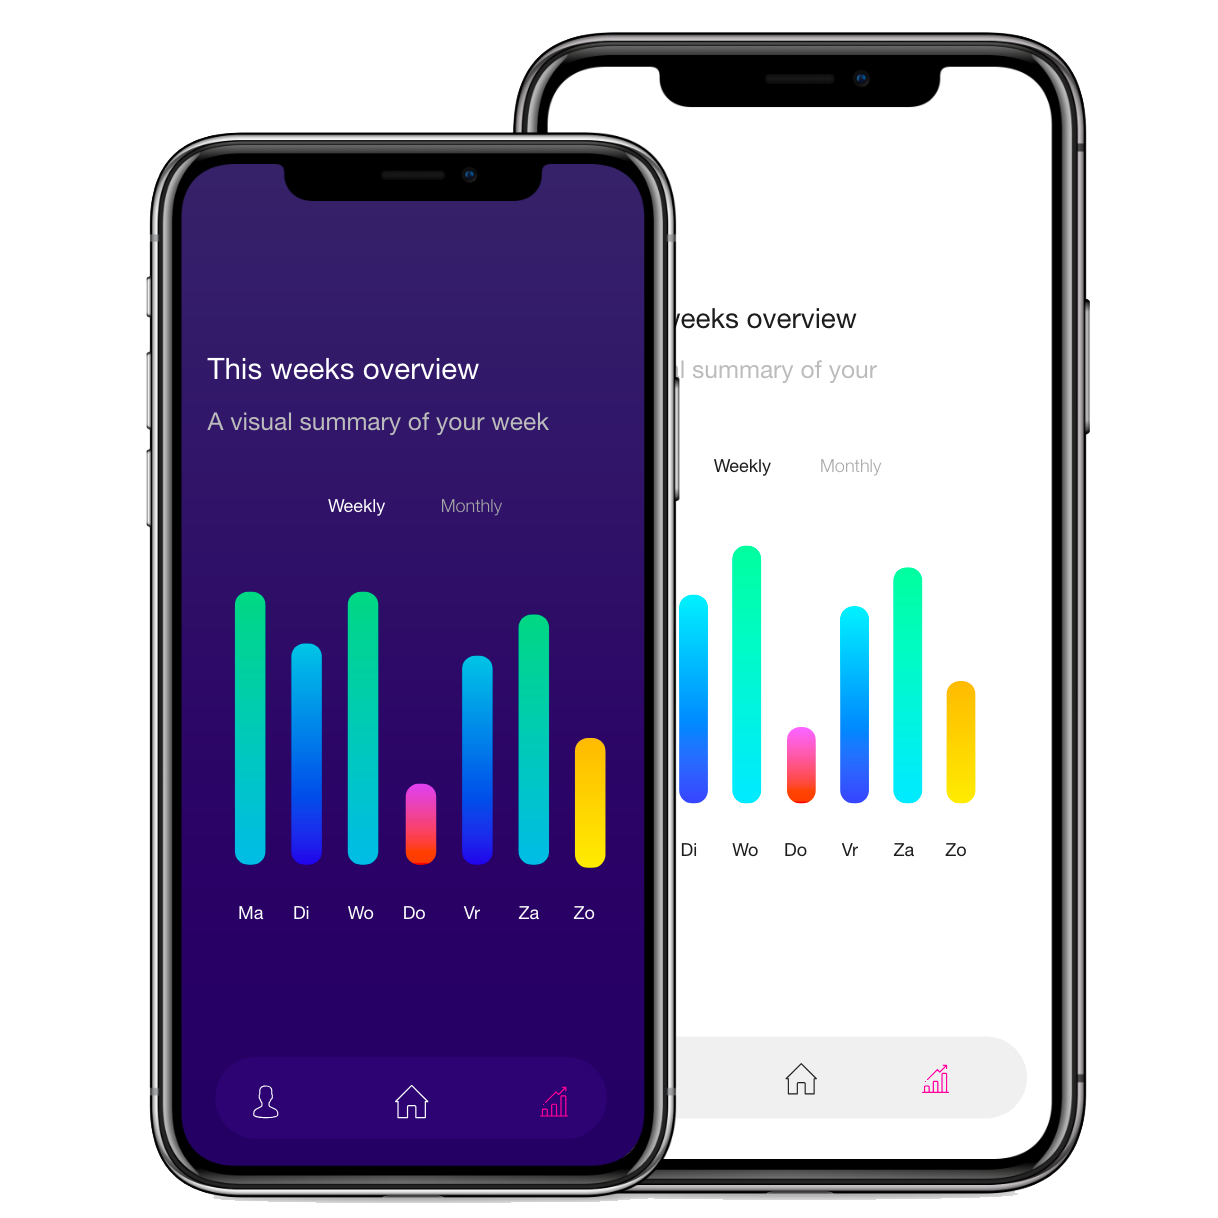 This weeks overview
A visual summary of your week
Weekly Monthly
Ma Di Wo Do Vr Za Zo
overview
summary of your
Weekly Monthly
Di Wo Do Vr Za Zo